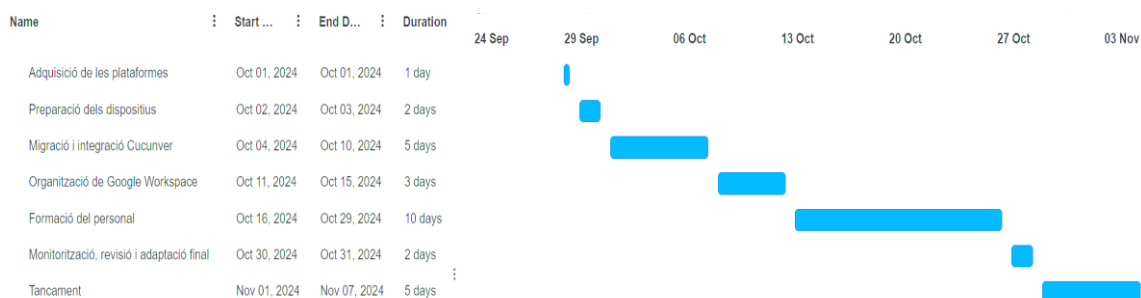 Name Start ... End D... Duration
24 Sep 29 Sep 06 Oct 13 Oct 20 Oct 27 Oct 03 Nov
Adquisició de les plataformes Oct 01, 2024 Oct 01, 2024 1 day
Preparació dels dispositius Oct 02, 2024 Oct 03, 2024 2 days
Migració i integració Cucunver Oct 04, 2024 Oct 10, 2024 5 days
Organització de Google Workspace Oct 11, 2024 Oct 15, 2024 3 days
Formació del personal Oct 16, 2024 Oct 29, 2024 10 days
Monitorització, revisió i adaptació final Oct 30, 2024 Oct 31, 2024 2 days
Tancament Nov 01, 2024 Nov 07, 2024 5 days